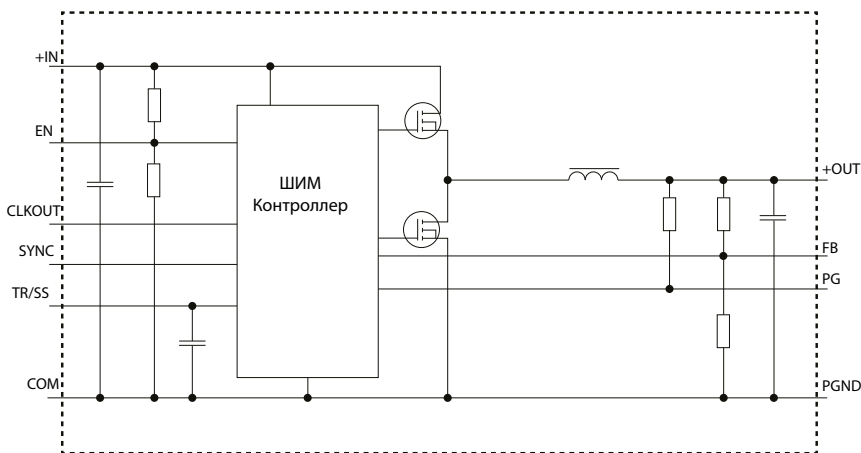 +IN
EN
CLKOUT
SYNC
TR/SS
COM
ШИМ
Контроллер
+OUT
FB
PG
PGND